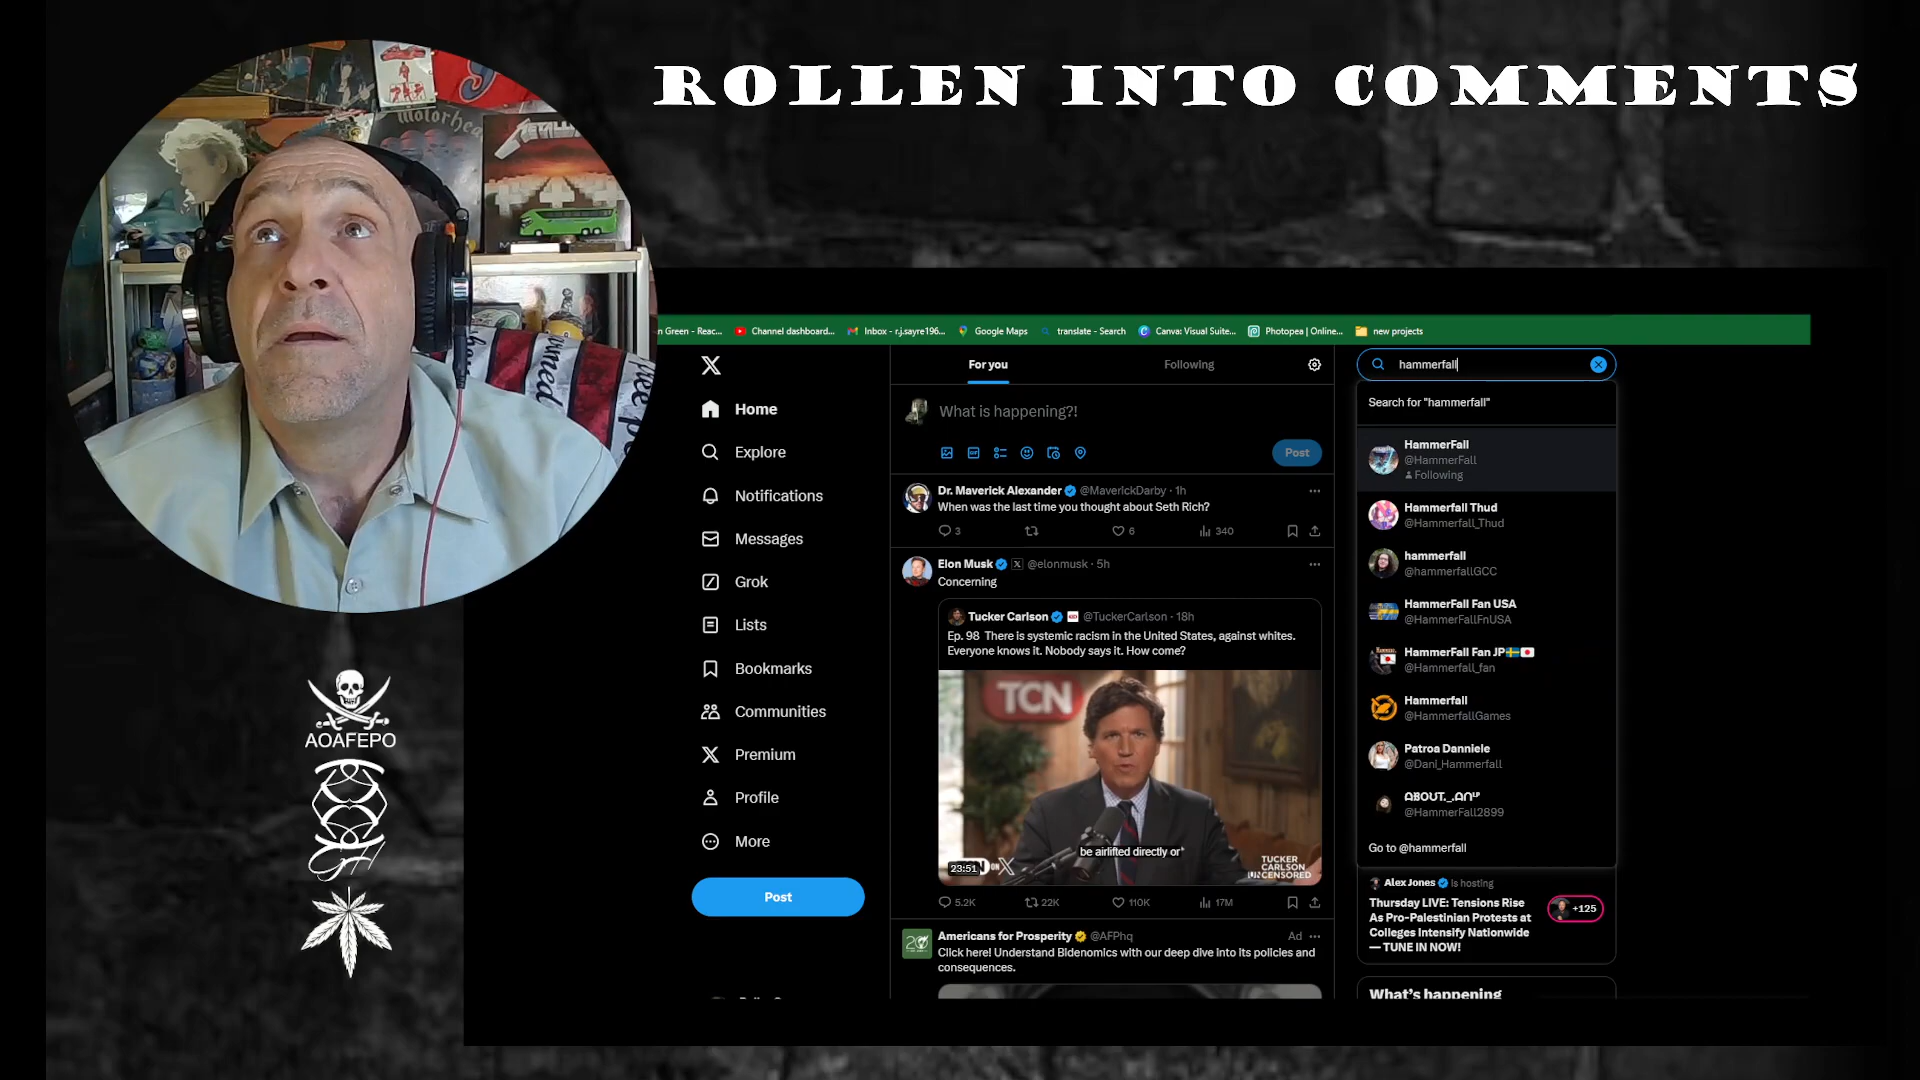 ROLLEN INTO COMMENTS
Motorhea
METALL
AOAFEPO
n Green - Reac...
Channel dashboard...
Inbox - r.j.sayre196...
Google Maps
translate - Search
Canva: Visual Suite...
Photopea | Online...
new projects
Home
Explore
Notifications
Messages
Grok
Lists
Bookmarks
Communities
Premium
Profile
More
Post
For you
Following
What is happening?!
Post
Dr. Maverick Alexander @MaverickDarby · 1h
When was the last time you thought about Seth Rich?
3 6 340
Elon Musk @elonmusk · 5h
Concerning
Tucker Carlson @TuckerCarlson · 18h
Ep. 98 There is systemic racism in the United States, against whites.
Everyone knows it. Nobody says it. How come?
TCN
be airlifted directly or*
23:51
ON X
TUCKER
CARLSON
UNCENSORED
5.2K 22K 110K 17M
Americans for Prosperity @AFPhq Ad
Click here! Understand Bidenomics with our deep dive into its policies and
consequences.
hammerfall
Search for "hammerfall"
HammerFall
@HammerFall
Following
Hammerfall Thud
@Hammerfall_Thud
hammerfall
@hammerfallGCC
HammerFall Fan USA
@HammerFallFnUSA
HammerFall Fan JP
@Hammerfall_fan
Hammerfall
@HammerfallGames
Patroa Danniele
@Dani_Hammerfall
@HammerFall2899
Go to @hammerfall
Alex Jones is hosting
Thursday LIVE: Tensions Rise
As Pro-Palestinian Protests at
Colleges Intensify Nationwide
— TUNE IN NOW!
+125
What's happening